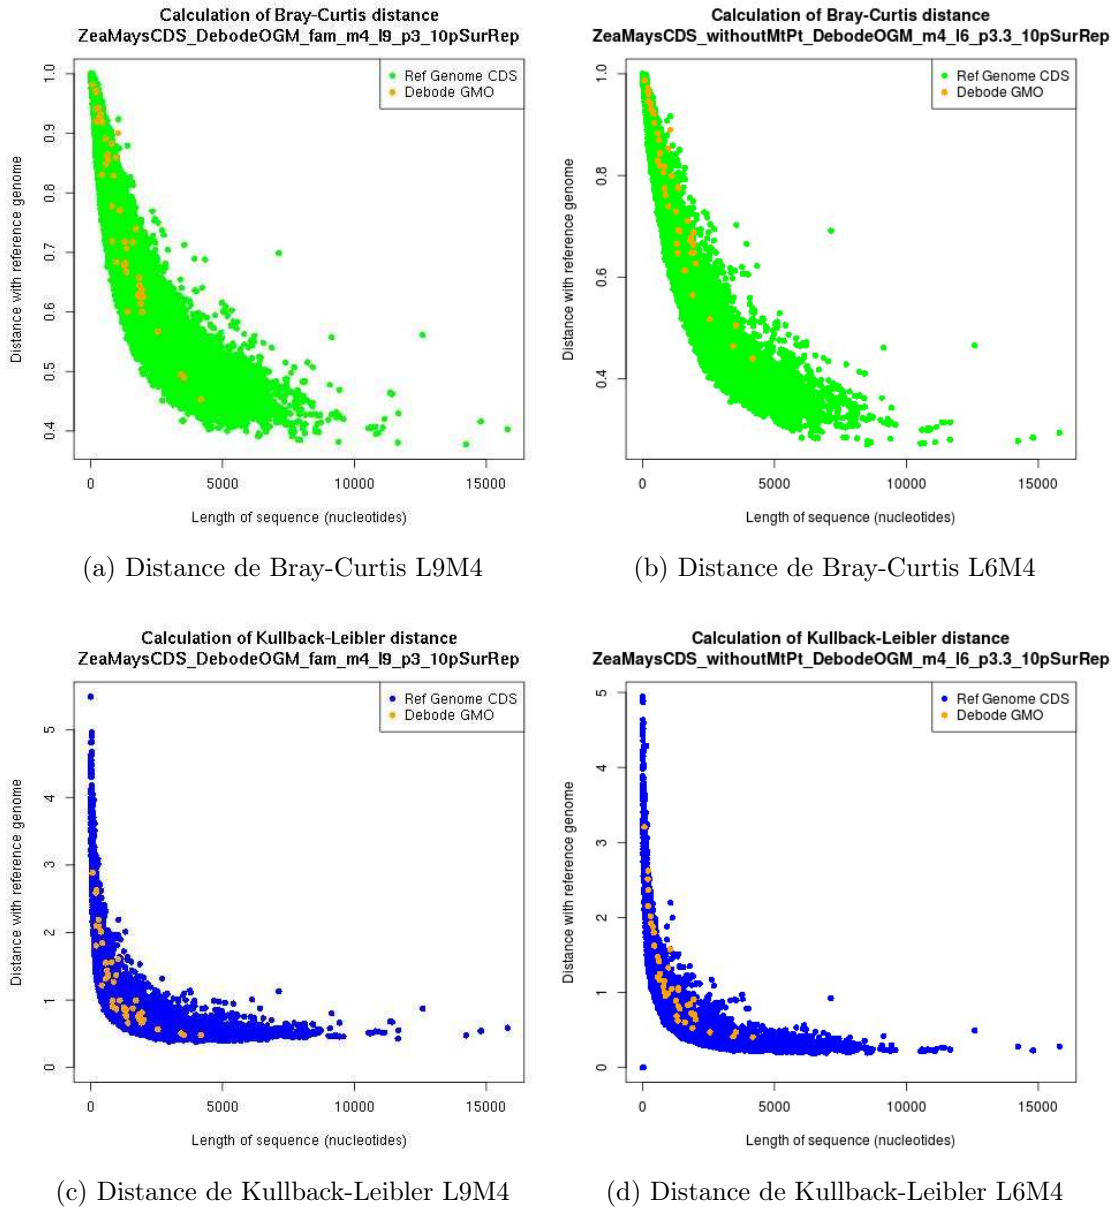 Calculation of Bray-Curtis distance
ZeaMaysCDS_DebodeOGM_fam_m4_l9_p3_10pSurRep
Ref Genome CDS
Debode GMO
Distance with reference genome
1.0
0.9
0.8
0.7
0.6
0.5
0.4
0 5000 10000 15000
Length of sequence (nucleotides)
(a) Distance de Bray-Curtis L9M4
Calculation of Bray-Curtis distance
ZeaMaysCDS_withoutMtPt_DebodeOGM_m4_l6_p3.3_10pSurRep
Ref Genome CDS
Debode GMO
Distance with reference genome
1.0
0.8
0.6
0.4
0 5000 10000 15000
Length of sequence (nucleotides)
(b) Distance de Bray-Curtis L6M4
Calculation of Kullback-Leibler distance
ZeaMaysCDS_DebodeOGM_fam_m4_l9_p3_10pSurRep
Ref Genome CDS
Debode GMO
Distance with reference genome
5
4
3
2
1
0
0 5000 10000 15000
Length of sequence (nucleotides)
(c) Distance de Kullback-Leibler L9M4
Calculation of Kullback-Leibler distance
ZeaMaysCDS_withoutMtPt_DebodeOGM_m4_l6_p3.3_10pSurRep
Ref Genome CDS
Debode GMO
Distance with reference genome
5
4
3
2
1
0
0 5000 10000 15000
Length of sequence (nucleotides)
(d) Distance de Kullback-Leibler L6M4